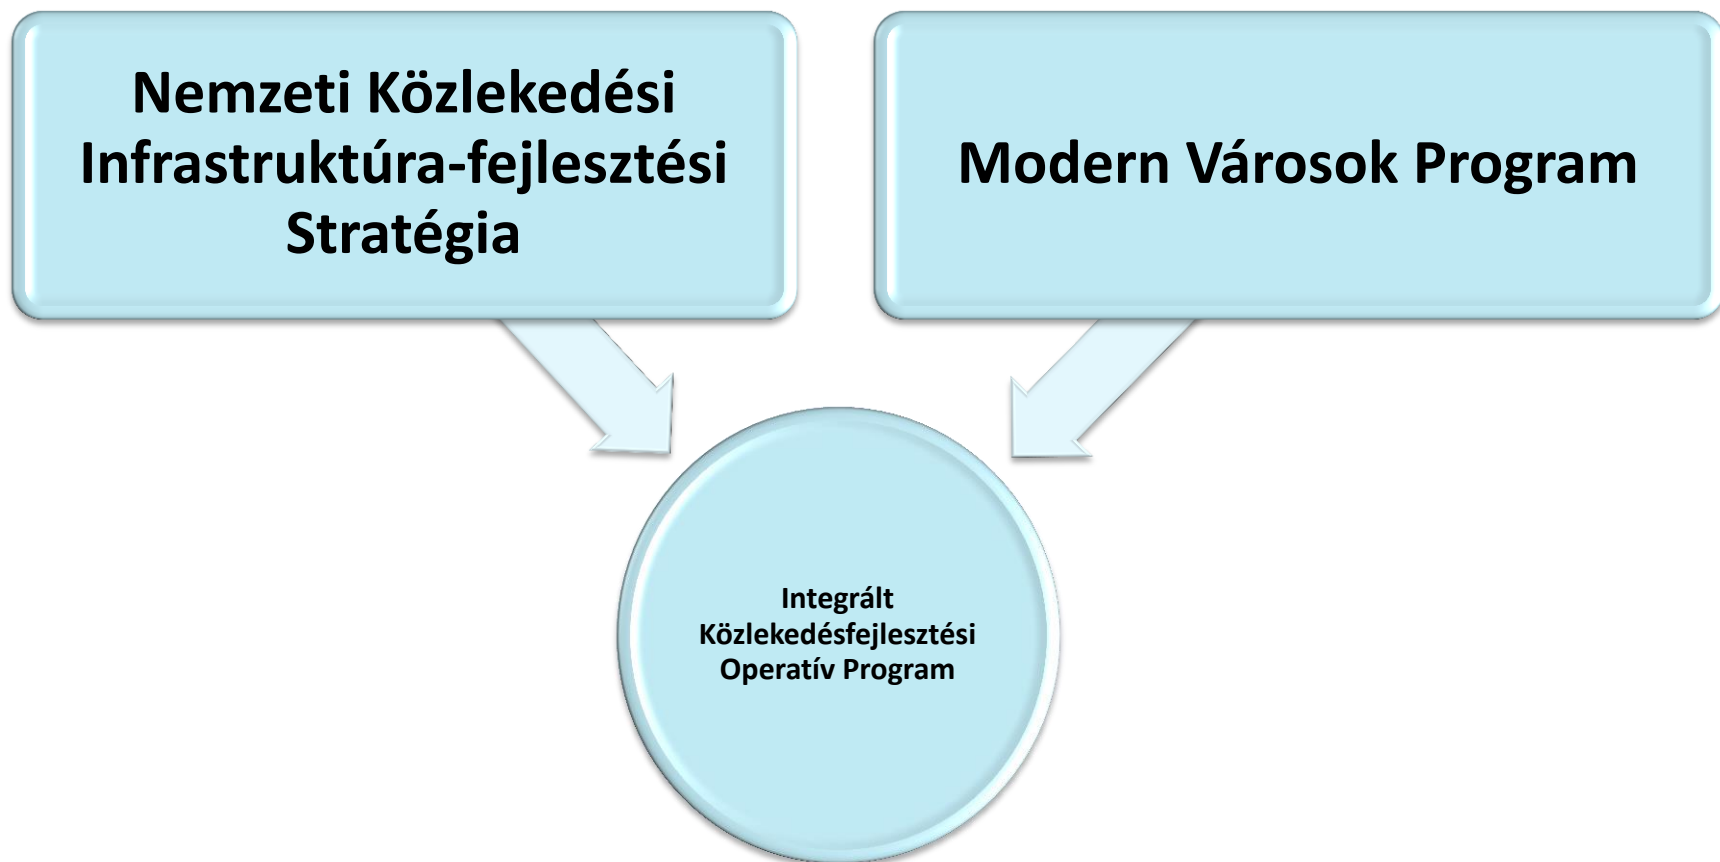 Nemzeti Közlekedési
Infrastruktúra-fejlesztési
Stratégia
Modern Városok Program
Integrált
Közlekedésfejlesztési
Operatív Program